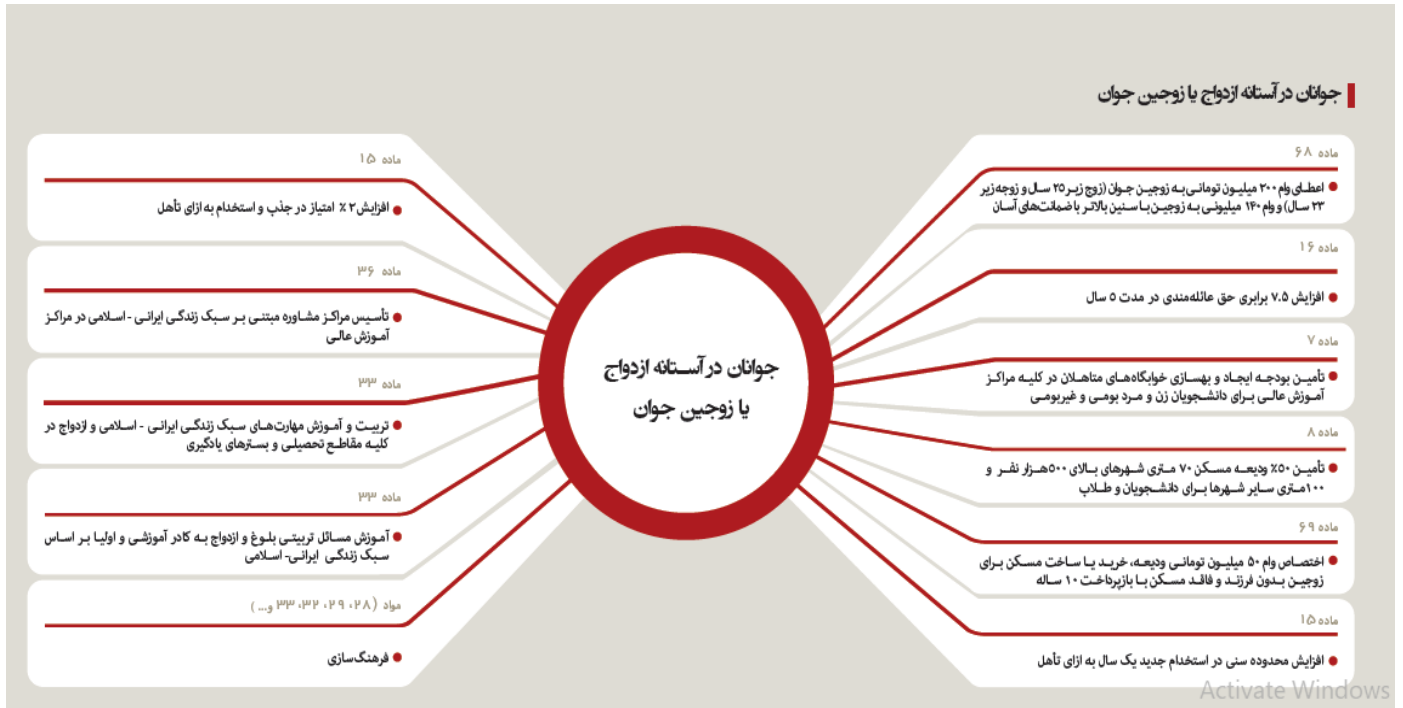 جوانان در آستانه ازدواج یا زوجین جوان
ماده ۶۸
اعطای وام ۲۰۰ میلیون تومانی به زوجین جوان (زوج زیر ۲۵ سال و زوجه زیر
۲۳ سال) و وام ۱۴۰ میلیونی به زوجین با سنین بالاتر با ضمانت‌های آسان
ماده ۱۶
افزایش ۷.۵ برابری حق عائله‌مندی در مدت ۵ سال
ماده ۷
تأمین بودجه ایجاد و بهسازی خوابگاه‌های متاهلان در کلیه مراکز
آموزش عالی برای دانشجویان زن و مرد بومی و غیربومی
ماده ۸
تأمین ۵۰٪ ودیعه مسکن ۷۰ متری شهرهای بالای ۵۰۰هزار نفر و
۱۰۰متری سایر شهرها برای دانشجویان و طلاب
ماده ۶۹
اختصاص وام ۵۰ میلیون تومانی ودیعه، خرید یا ساخت مسکن برای
زوجین بدون فرزند و فاقد مسکن با بازپرداخت ۱۰ ساله
ماده ۱۵
افزایش محدوده سنی در استخدام جدید یک سال به ازای تأهل
جوانان در آستانه ازدواج
یا زوجین جوان
ماده ۱۵
افزایش ۲٪ امتیاز در جذب و استخدام به ازای تأهل
ماده ۳۶
تأسیس مراکز مشاوره مبتنی بر سبک زندگی ایرانی - اسلامی در مراکز
آموزش عالی
ماده ۳۳
تربیت و آموزش مهارت‌های سبک زندگی ایرانی - اسلامی و ازدواج در
کلیه مقاطع تحصیلی و بسترهای یادگیری
ماده ۳۳
آموزش مسائل تربیتی بلوغ و ازدواج به کادر آموزشی و اولیا بر اساس
سبک زندگی ایرانی- اسلامی
مواد (۲۸، ۲۹، ۳۲، ۳۳ و... )
فرهنگ‌سازی
Activate Windows